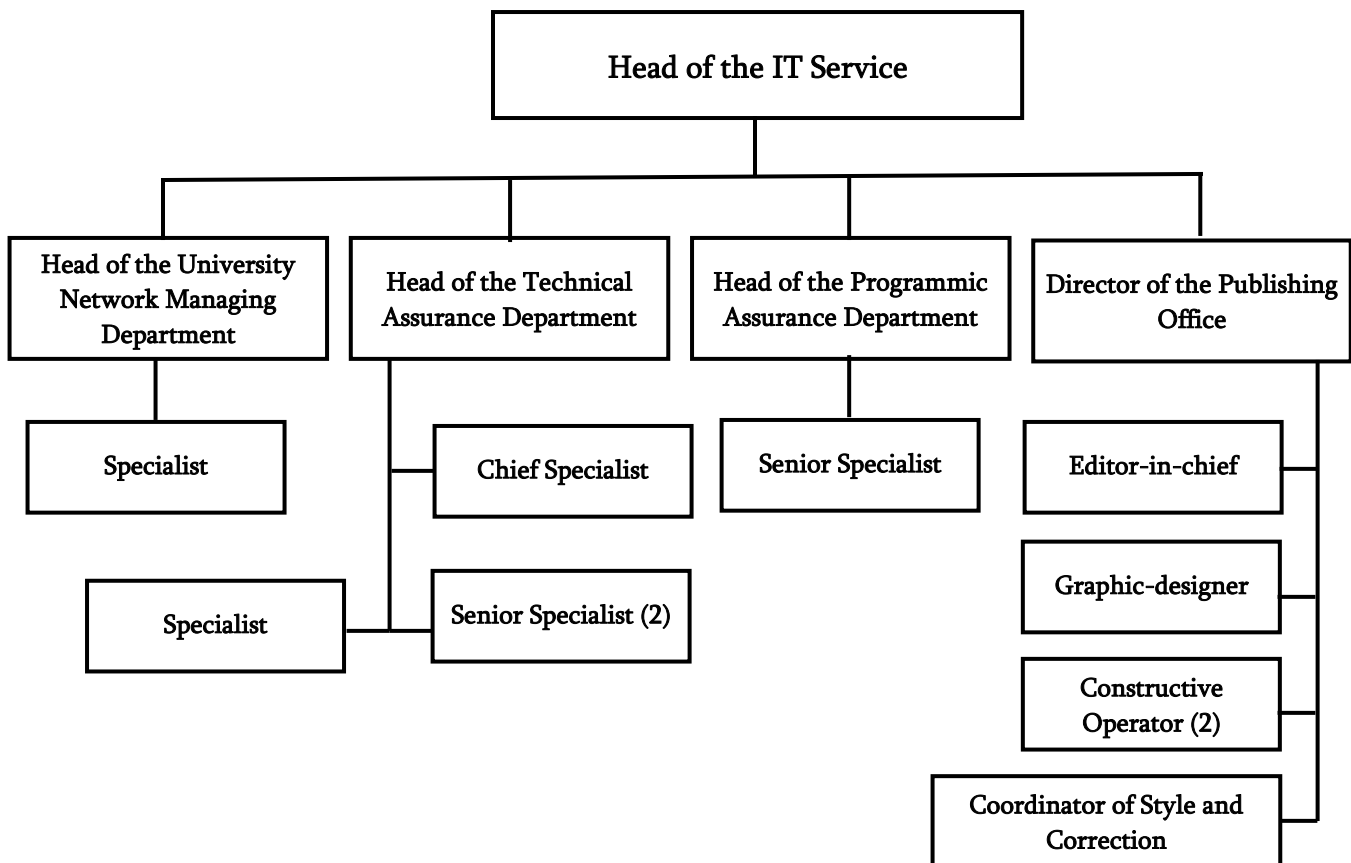 Head of the IT Service
Head of the University
Network Managing
Department
Head of the Technical
Assurance Department
Head of the Programmic
Assurance Department
Director of the Publishing
Office
Specialist
Chief Specialist
Senior Specialist
Editor-in-chief
Specialist
Senior Specialist (2)
Graphic-designer
Constructive
Operator (2)
Coordinator of Style and
Correction